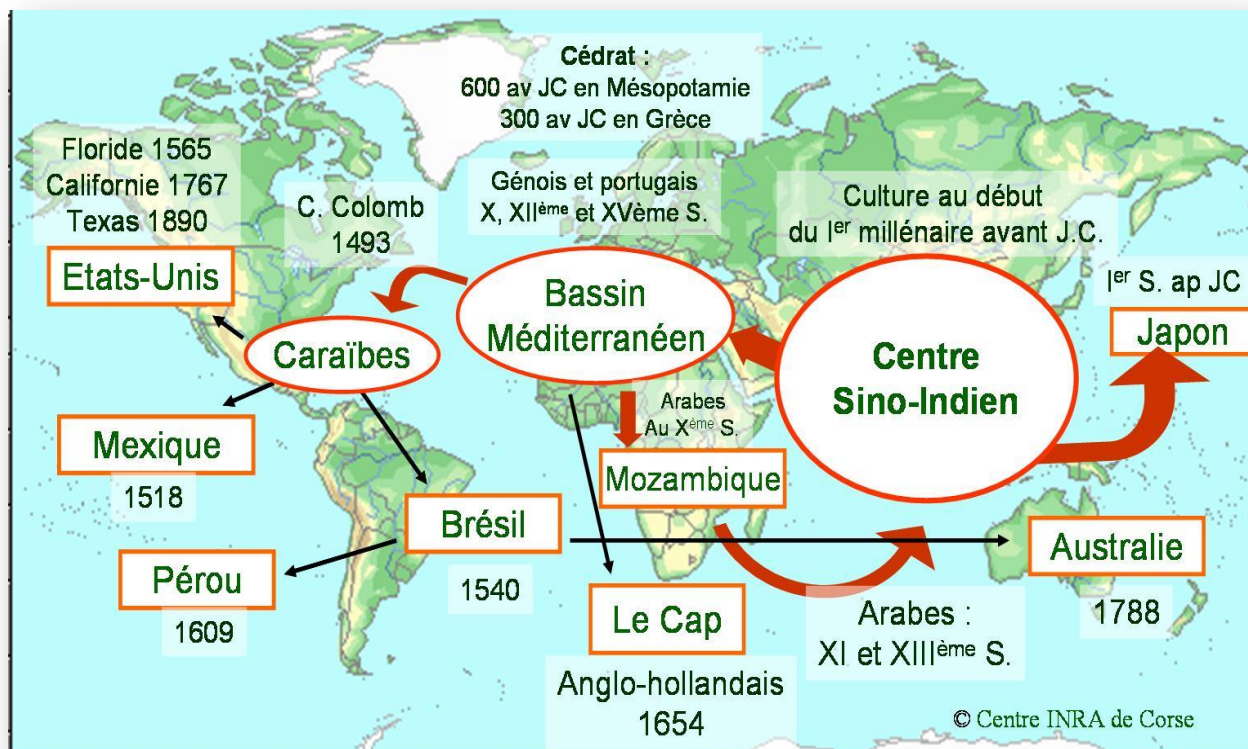 Cédrat :
600 av JC en Mésopotamie
300 av JC en Grèce
Floride 1565
Californie 1767
Texas 1890
Etats-Unis
C. Colomb
1493
Génois et portugais
X, XIIème et XVème S.
Culture au début
du Ier millénaire avant J.C.
Ier S. ap JC
Japon
Bassin
Méditerranéen
Caraïbes
Centre
Sino-Indien
Arabes
Au Xème S.
Mexique
1518
Mozambique
Brésil
1540
Australie
1788
Pérou
1609
Le Cap
Anglo-hollandais
1654
Arabes :
XI et XIIIème S.
© Centre INRA de Corse